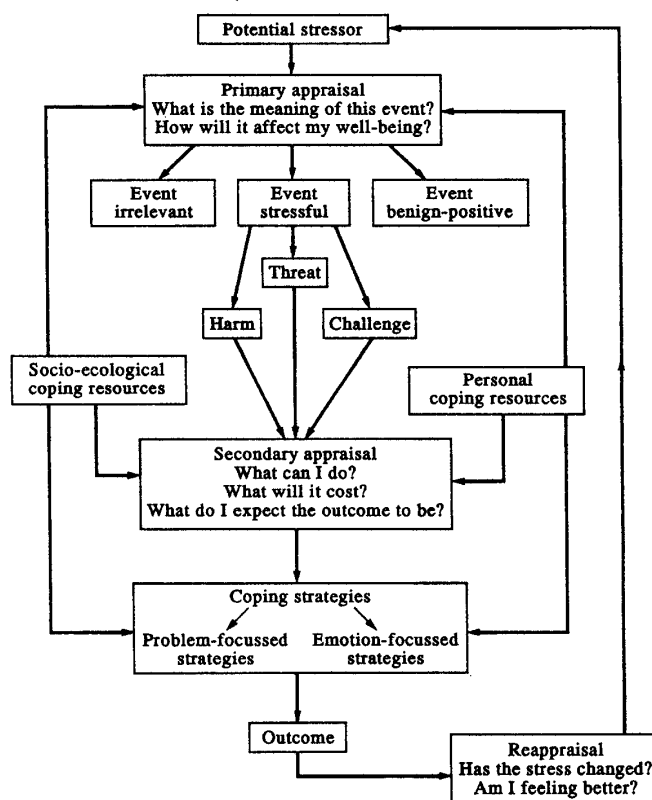 Potential stressor
Primary appraisal
What is the meaning of this event?
How will it affect my well-being?
Event
irrelevant
Event
stressful
Event
benign-positive
Threat
Harm
Challenge
Socio-ecological
coping resources
Personal
coping resources
Secondary appraisal
What can I do?
What will it cost?
What do I expect the outcome to be?
Coping strategies
Problem-focussed
strategies
Emotion-focussed
strategies
Outcome
Reappraisal
Has the stress changed?
Am I feeling better?